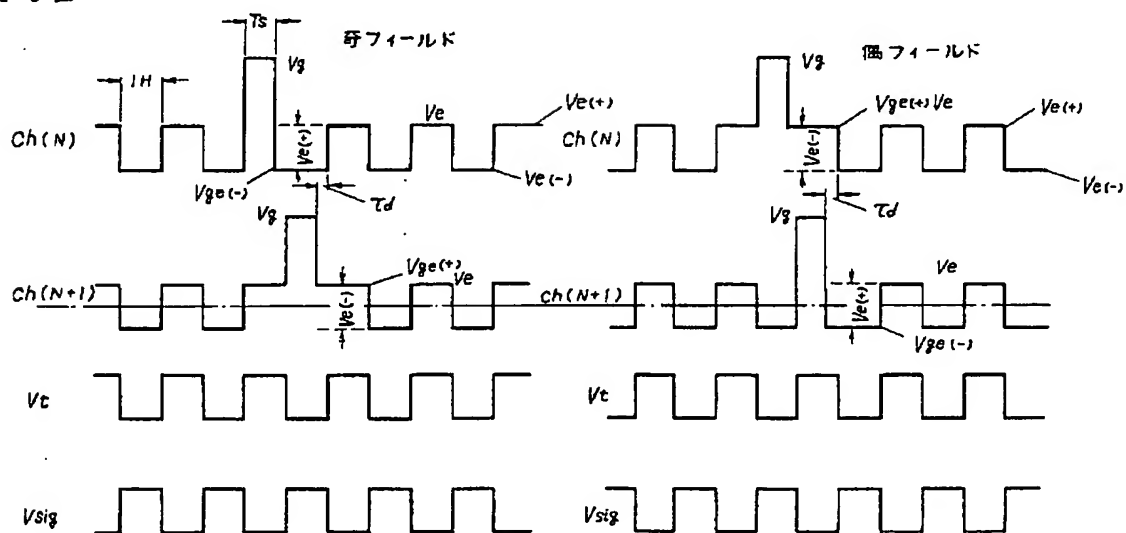 Ts
奇フィールド
偶フィールド
Vg
Vg
1H
Ve
Ve(+)
Vge(+) Ve
Ve(+)
Ch(N)
Ve(+)
Ch(N)
Ve(-)
Vge(-)
Ve(-)
Ve(-)
τd
τd
Vg
Vg
Vge(+)
Ve
Ve
Ch(N+1)
Ve(-)
Ch(N+1)
Ve(+)
Vge(-)
Vt
Vt
Vsig
Vsig